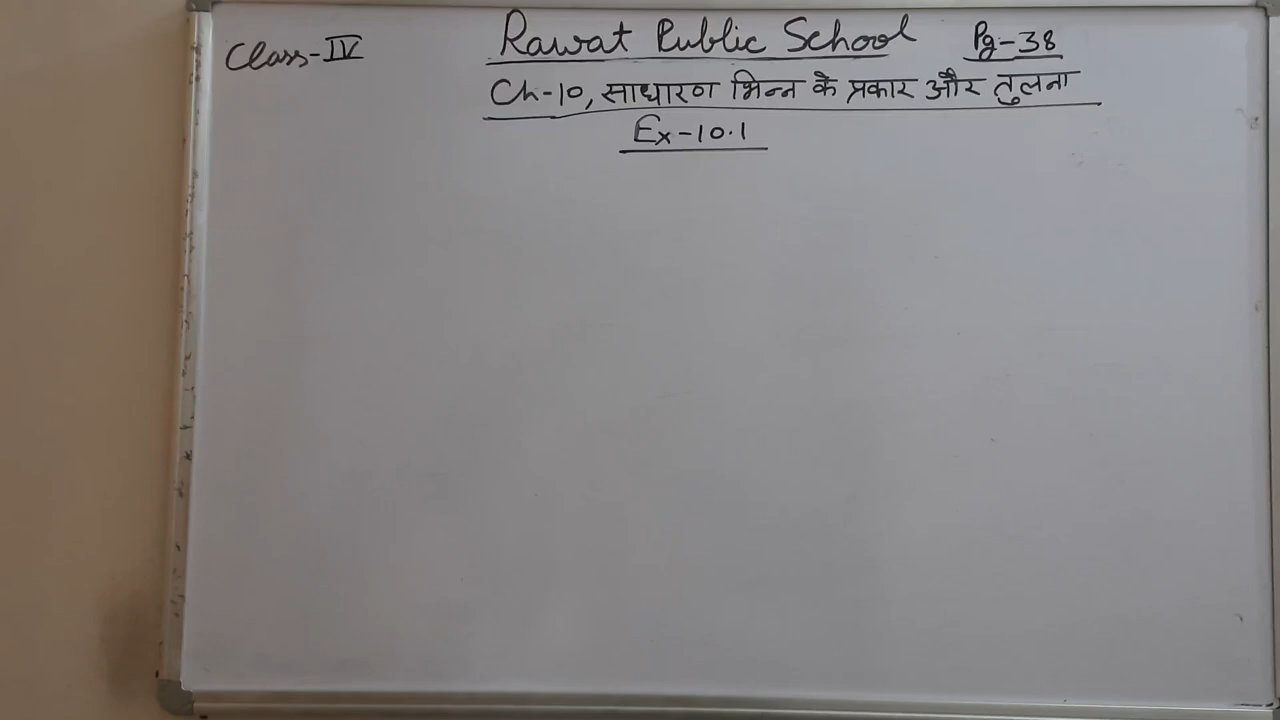 Class-IV Rawat Public School Pg-38
Ch-10, साधारण भिन्न के प्रकार और तुलना
Ex-10.1